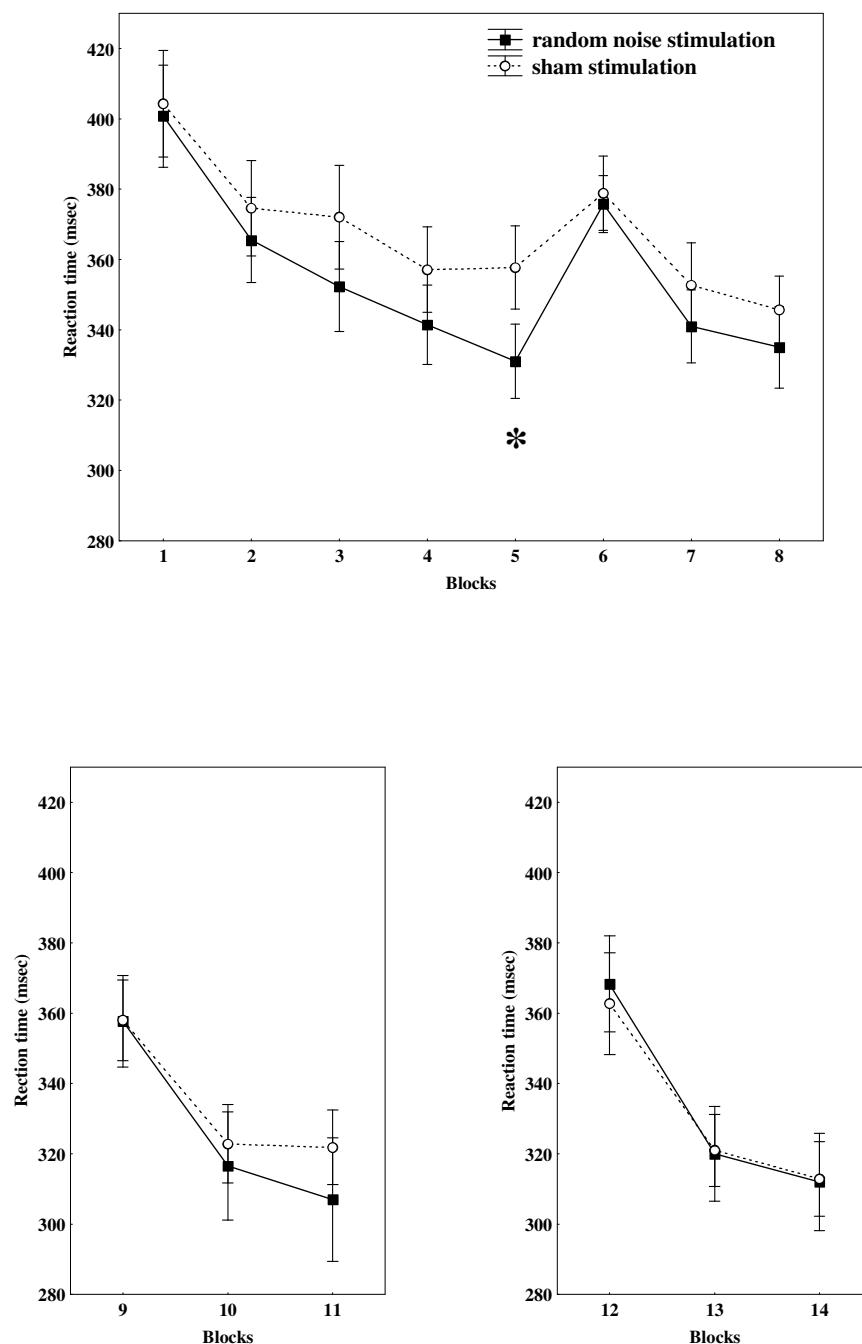 random noise stimulation
sham stimulation
420
400
380
360
340
320
300
280
Reaction time (msec)
1 2 3 4 5 6 7 8
Blocks
*
420
400
380
360
340
320
300
280
Rection time (msec)
9 10 11
Blocks
420
400
380
360
340
320
300
280
Reaction time (msec)
12 13 14
Blocks